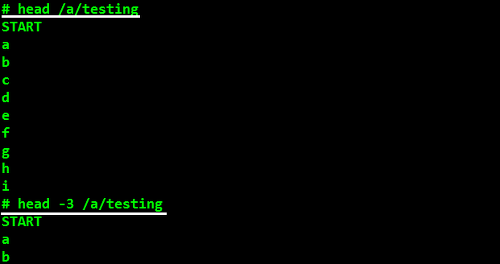 # head /a/testing
START
a
b
c
d
e
f
g
h
i
# head -3 /a/testing
START
a
b